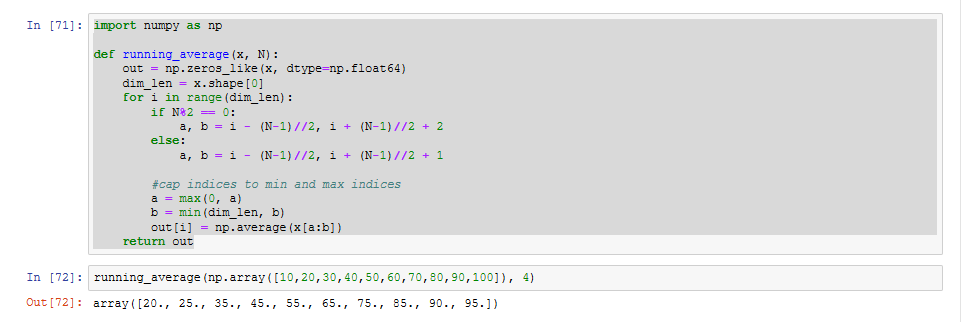 In [71]: import numpy as np
def running_average(x, N):
    out = np.zeros_like(x, dtype=np.float64)
    dim_len = x.shape[0]
    for i in range(dim_len):
        if N%2 == 0:
            a, b = i - (N-1)//2, i + (N-1)//2 + 2
        else:
            a, b = i - (N-1)//2, i + (N-1)//2 + 1
        #cap indices to min and max indices
        a = max(0, a)
        b = min(dim_len, b)
        out[i] = np.average(x[a:b])
    return out
In [72]: running_average(np.array([10,20,30,40,50,60,70,80,90,100]), 4)
Out[72]: array([20., 25., 35., 45., 55., 65., 75., 85., 90., 95.])